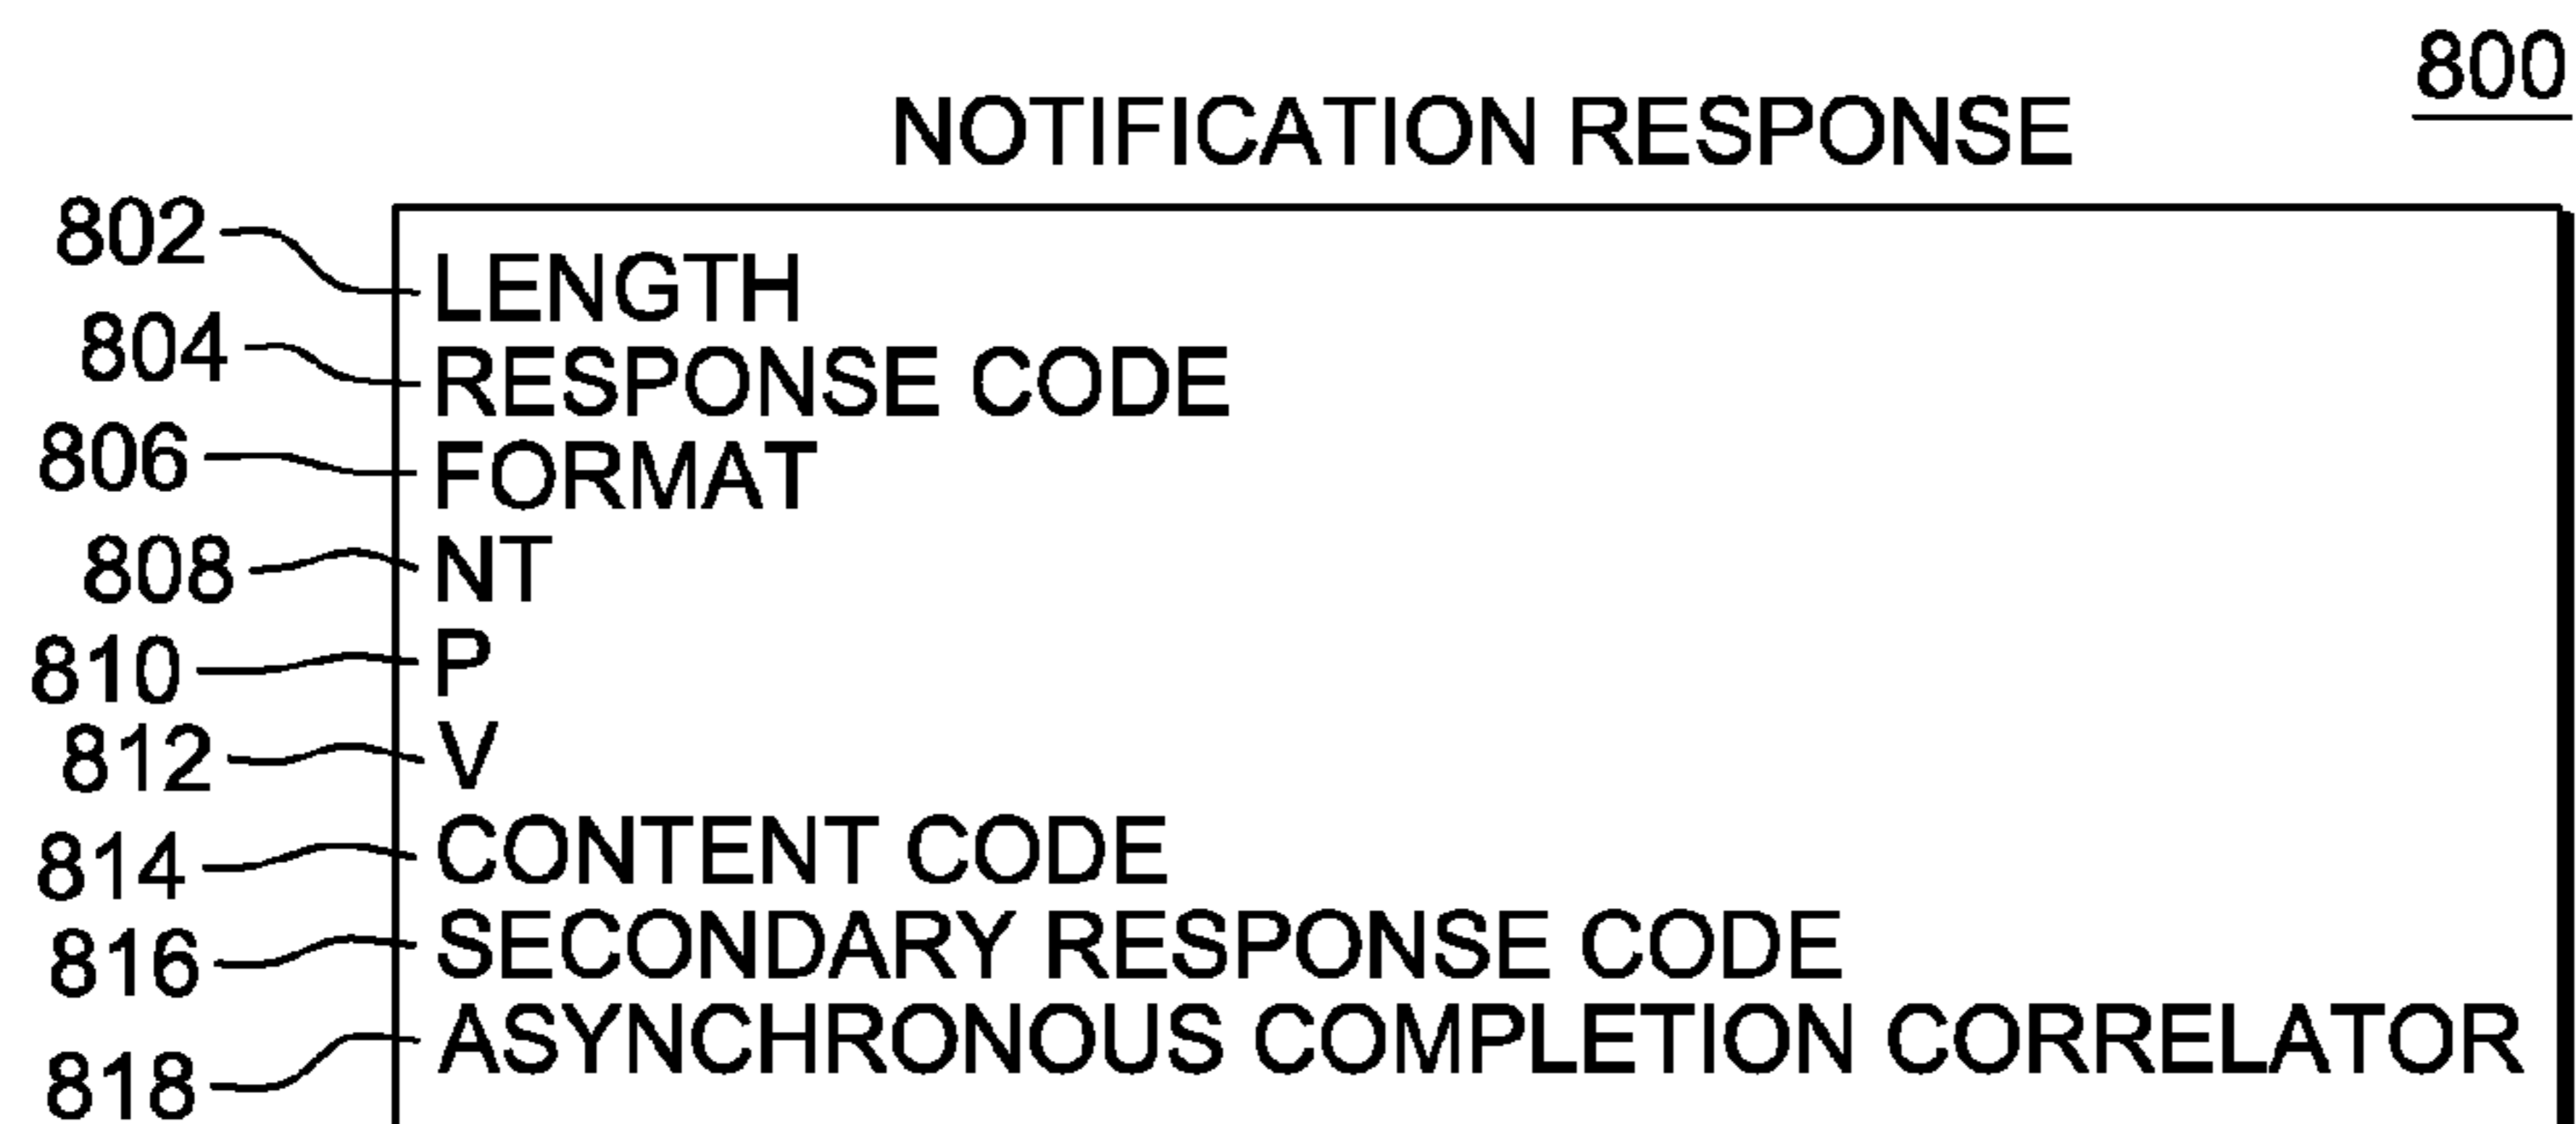 800
NOTIFICATION RESPONSE
802 LENGTH
804 RESPONSE CODE
806 FORMAT
808 NT
810 P
812 V
814 CONTENT CODE
816 SECONDARY RESPONSE CODE
818 ASYNCHRONOUS COMPLETION CORRELATOR